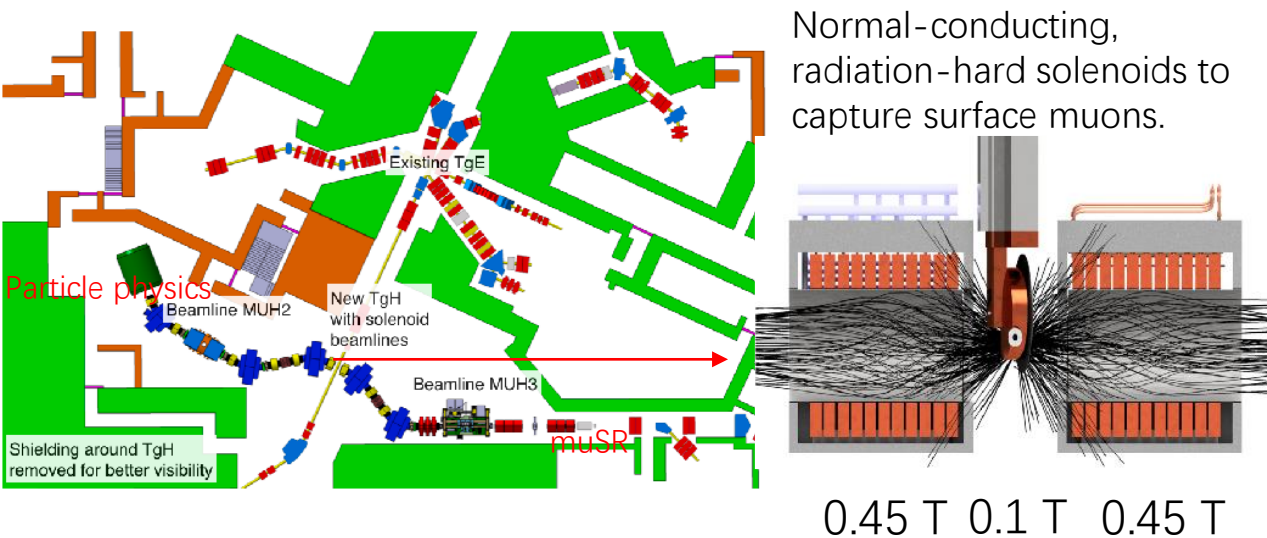 Normal-conducting,
radiation-hard solenoids to
capture surface muons.
Existing TgE
Particle physics
Beamline MUH2
New TgH
with solenoid
beamlines
Beamline MUH3
muSR
Shielding around TgH
removed for better visibility
0.45 T 0.1 T 0.45 T